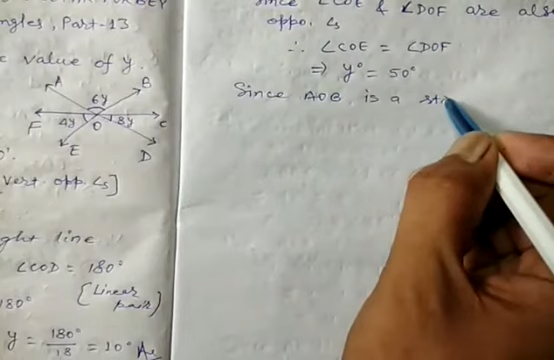 ngles, Part-13
value of y.
A
B
6y
F
4y
O
8y
C
E
D
[Vert. opp. ∠s]
ght line
∠COD = 180°
180° [Linear pair]
y = 180°/18 = 10° Ans
Since ∠COE & ∠DOF are also
oppo. ∠s
∴ ∠COE = ∠DOF
⇒ y° = 50°
Since AOB is a st